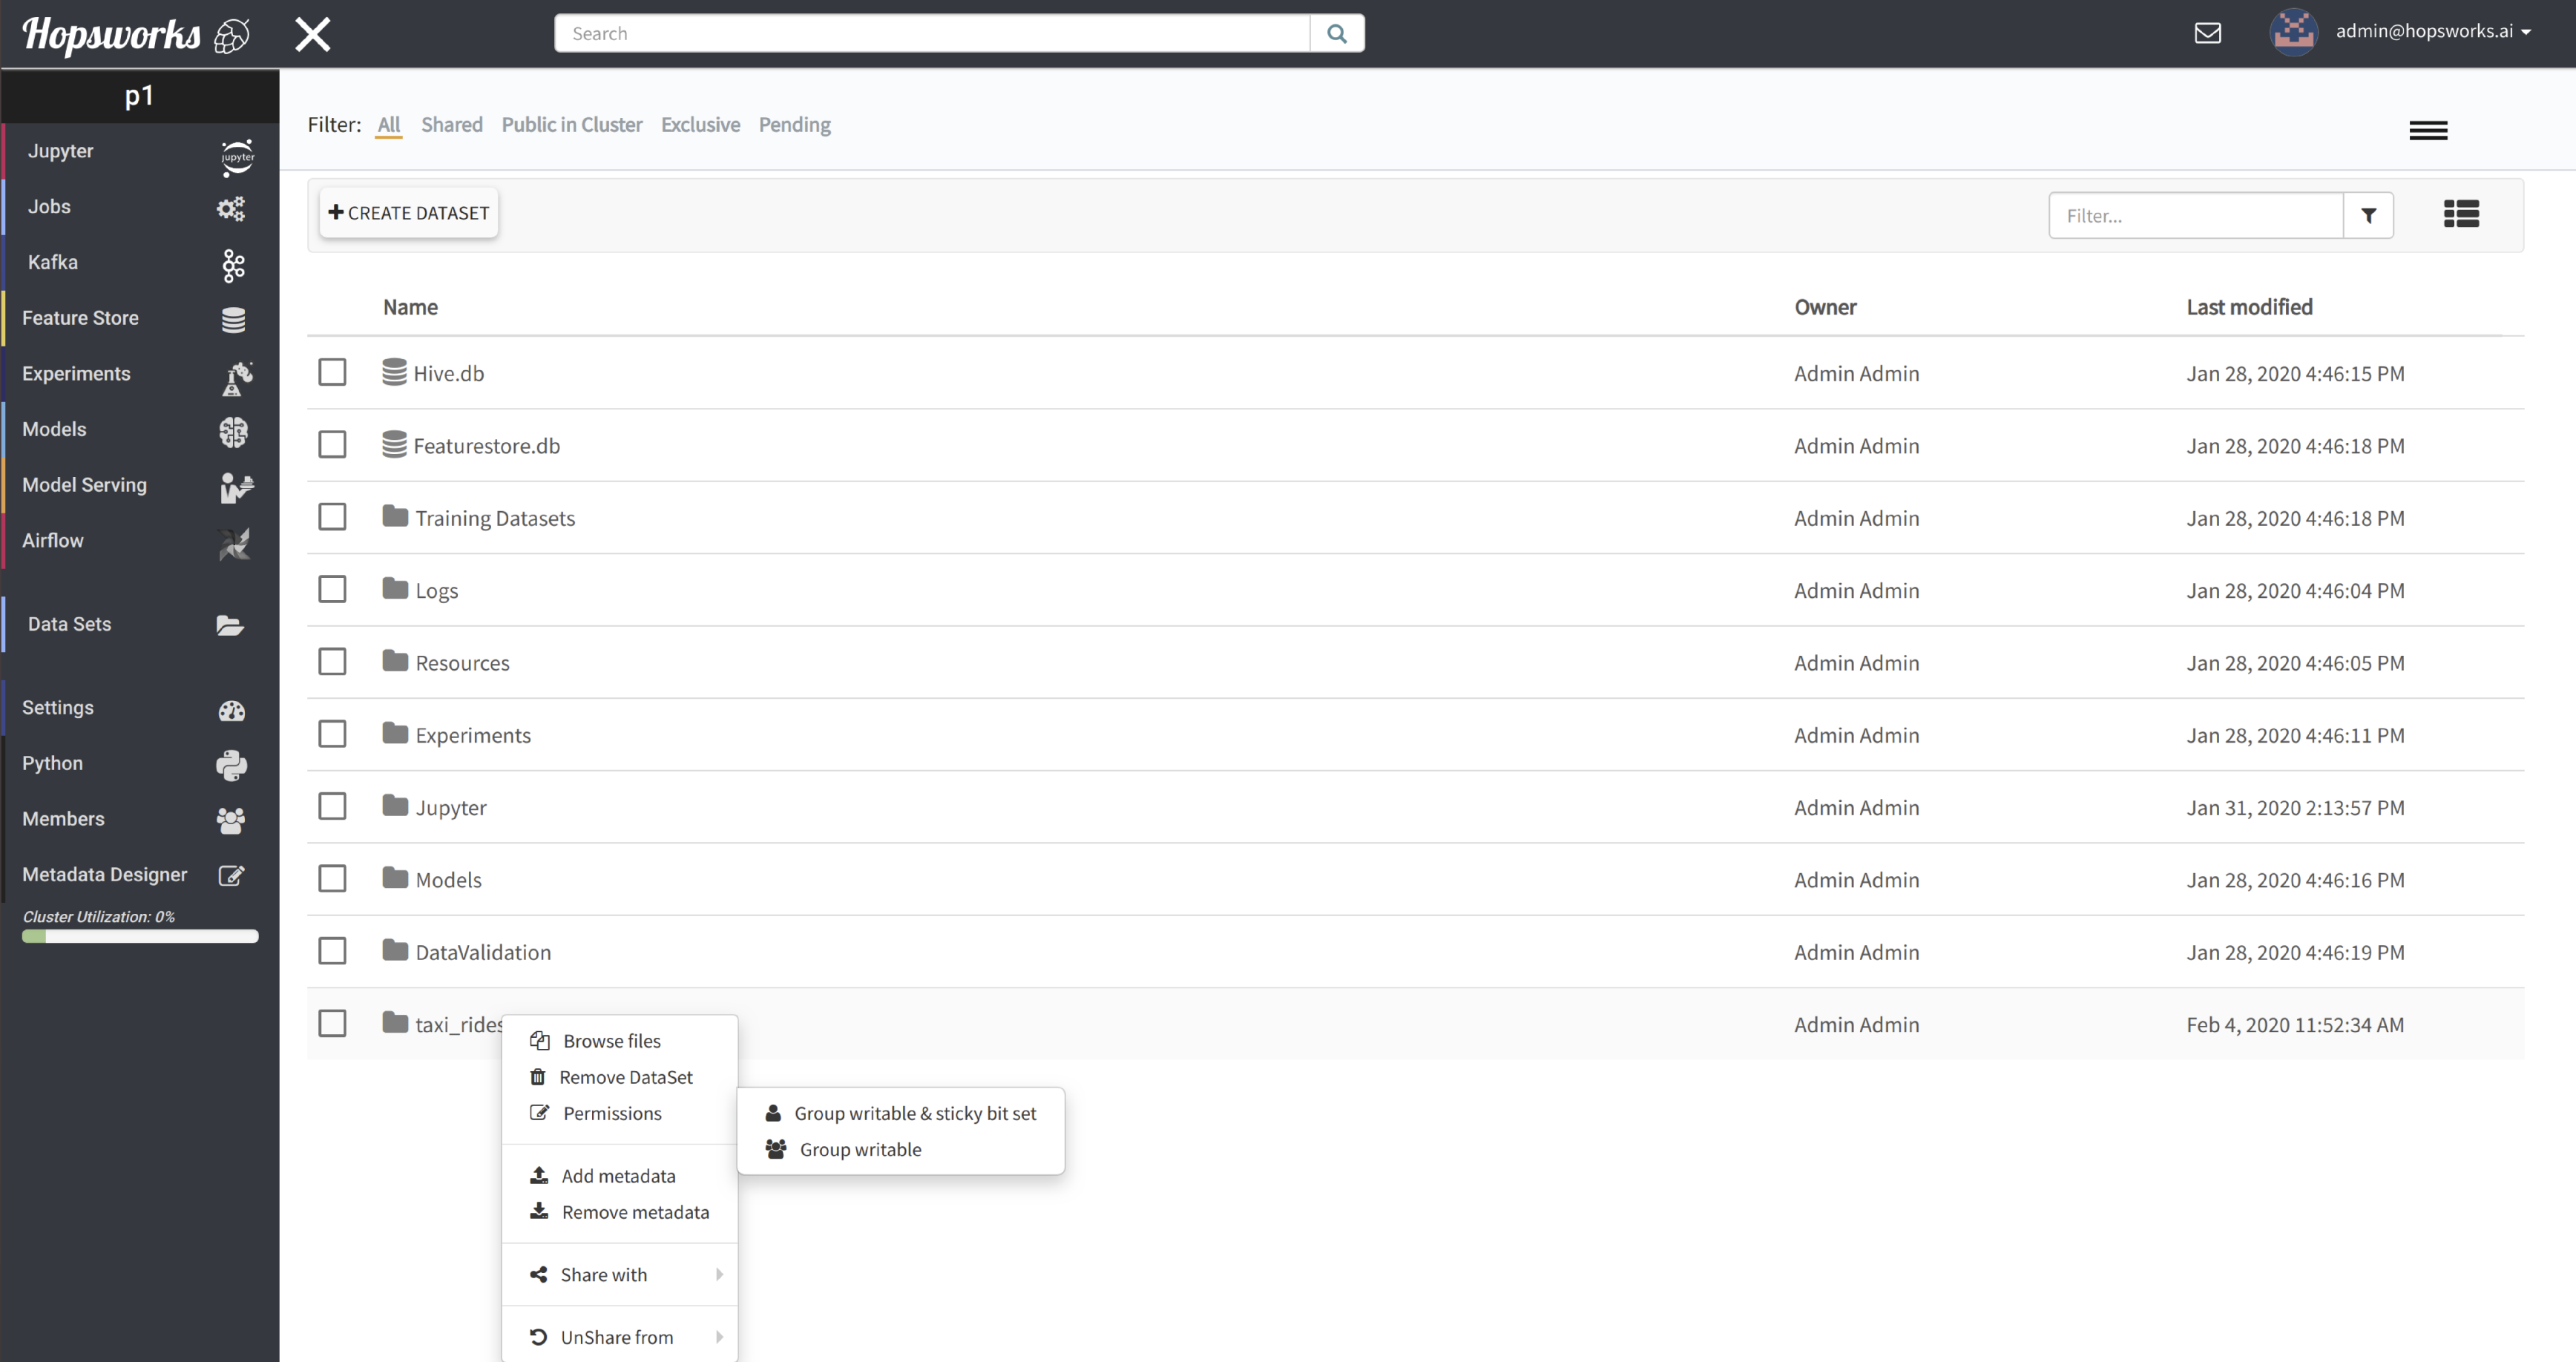 Hopsworks
Search
admin@hopsworks.ai
p1
Jupyter
jupyter
Jobs
Kafka
Feature Store
Experiments
Models
Model Serving
Airflow
Data Sets
Settings
Python
Members
Metadata Designer
Cluster Utilization: 0%
Filter: All Shared Public in Cluster Exclusive Pending
CREATE DATASET
Filter...
Name Owner Last modified
Hive.db Admin Admin Jan 28, 2020 4:46:15 PM
Featurestore.db Admin Admin Jan 28, 2020 4:46:18 PM
Training Datasets Admin Admin Jan 28, 2020 4:46:18 PM
Logs Admin Admin Jan 28, 2020 4:46:04 PM
Resources Admin Admin Jan 28, 2020 4:46:05 PM
Experiments Admin Admin Jan 28, 2020 4:46:11 PM
Jupyter Admin Admin Jan 31, 2020 2:13:57 PM
Models Admin Admin Jan 28, 2020 4:46:16 PM
DataValidation Admin Admin Jan 28, 2020 4:46:19 PM
taxi_rides Admin Admin Feb 4, 2020 11:52:34 AM
Browse files
Remove DataSet
Permissions
Group writable & sticky bit set
Group writable
Add metadata
Remove metadata
Share with
UnShare from